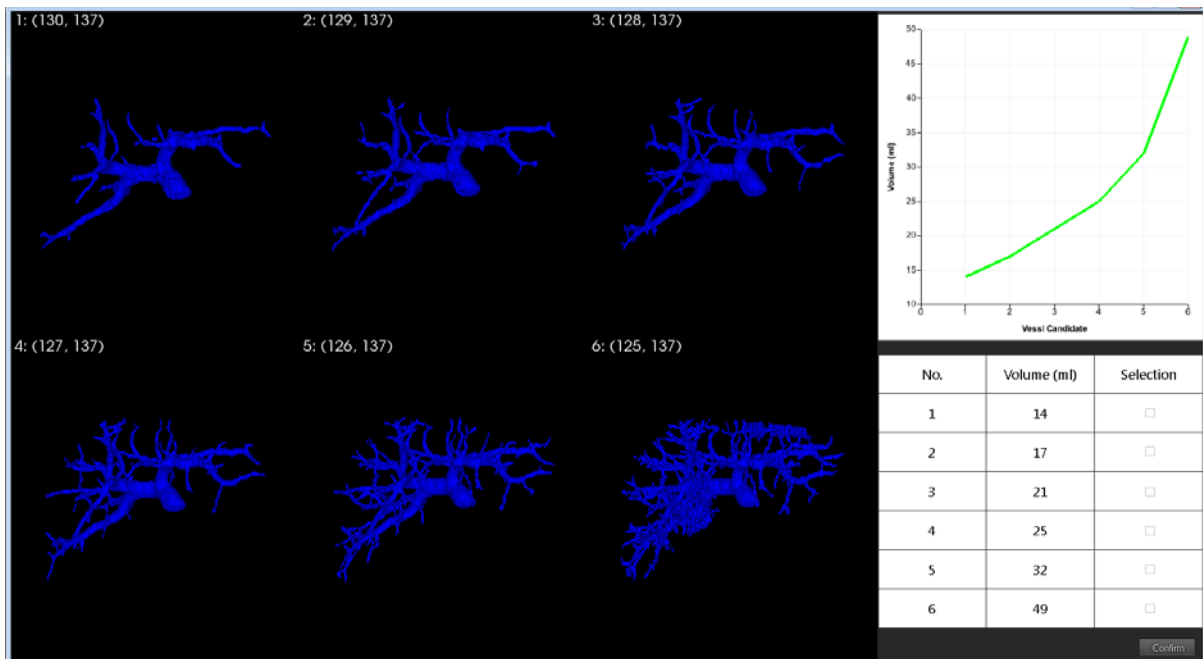 1: (130, 137)
2: (129, 137)
3: (128, 137)
4: (127, 137)
5: (126, 137)
6: (125, 137)
Volume (ml)
50
45
40
35
30
25
20
15
10
0 1 2 3 4 5 6
Vessl Candidate
No. Volume (ml) Selection
1 14
2 17
3 21
4 25
5 32
6 49
Confirm